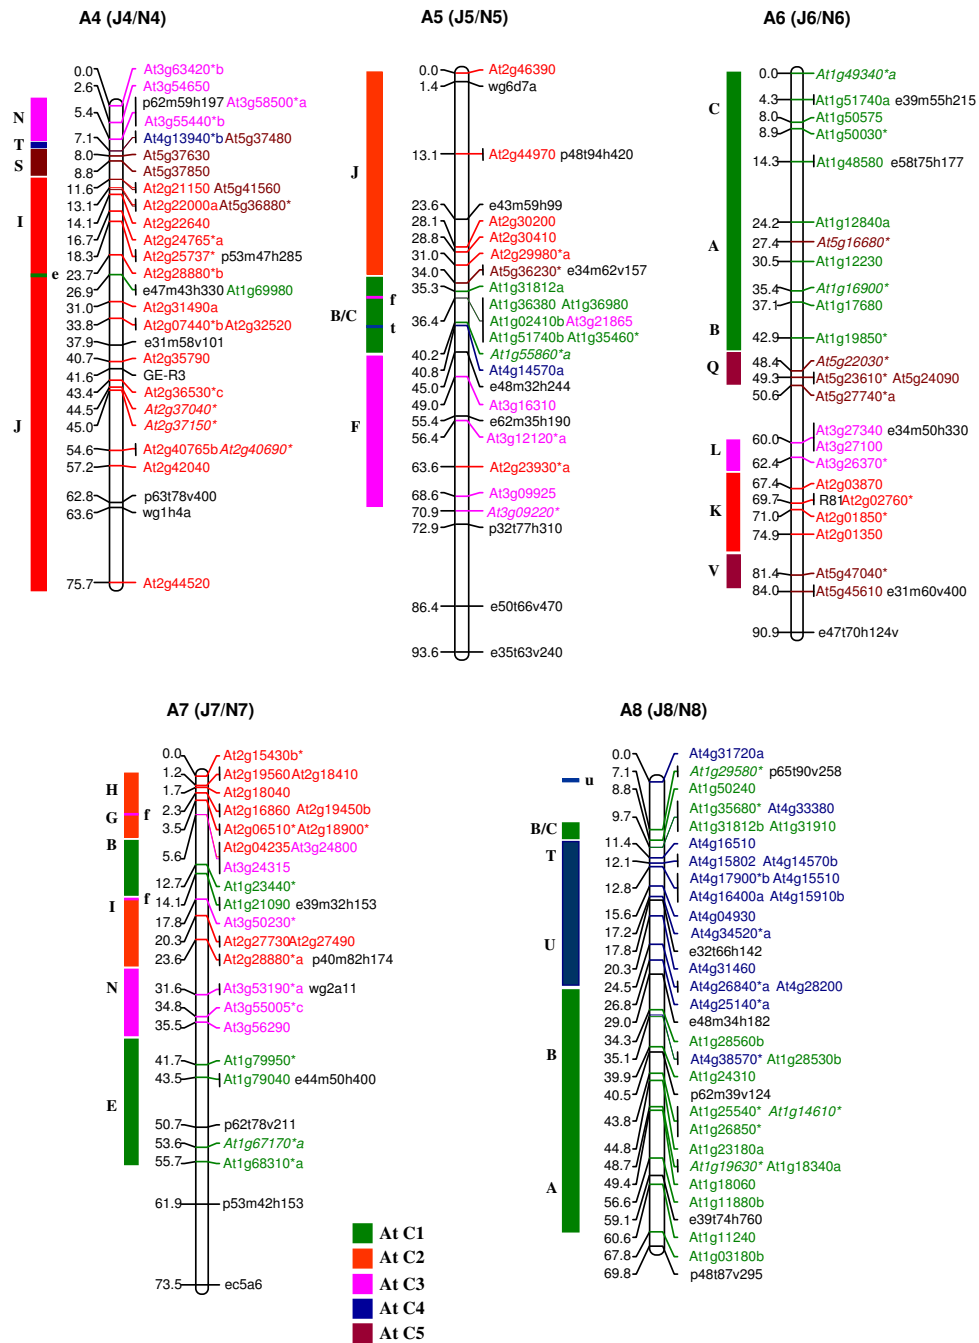 A4 (J4/N4)
0.0 At3g63420*b
2.6 At3g54650
p62m59h197 At3g58500*a
5.4 At3g55440*b
N
7.1 At4g13940*b At5g37480
T
8.0 At5g37630
S
8.8 At5g37850
11.6 At2g21150 At5g41560
13.1 At2g22000a At5g36880*
I
14.1 At2g22640
16.7 At2g24765*a
18.3 At2g25737* p53m47h285
e
23.7 At2g28880*b
26.9 e47m43h330 At1g69980
31.0 At2g31490a
33.8 At2g07440*b At2g32520
37.9 e31m58v101
40.7 At2g35790
41.6 GE-R3
43.4 At2g36530*c
44.5 At2g37040*
J
45.0 At2g37150*
54.6 At2g40765b At2g40690*
57.2 At2g42040
62.8 p63t78v400
63.6 wg1h4a
75.7 At2g44520
A5 (J5/N5)
0.0 At2g46390
1.4 wg6d7a
J
13.1 At2g44970 p48t94h420
23.6 e43m59h99
28.1 At2g30200
28.8 At2g30410
31.0 At2g29980*a
34.0 At5g36230* e34m62v157
35.3 At1g31812a
f
At1g36380 At1g36980
B/C
36.4 At1g02410b At3g21865
t
At1g51740b At1g35460*
40.2 At1g55860*a
40.8 At4g14570a
45.0 e48m32h244
49.0 At3g16310
55.4 e62m35h190
F
56.4 At3g12120*a
63.6 At2g23930*a
68.6 At3g09925
70.9 At3g09220*
72.9 p32t77h310
86.4 e50t66v470
93.6 e35t63v240
A6 (J6/N6)
0.0 At1g49340*a
4.3 At1g51740a e39m55h215
C
8.0 At1g50575
8.9 At1g50030*
14.3 At1g48580 e58t75h177
24.2 At1g12840a
A
27.4 At5g16680*
30.5 At1g12230
35.4 At1g16900*
37.1 At1g17680
B
42.9 At1g19850*
48.4 At5g22030*
Q
49.3 At5g23610* At5g24090
50.6 At5g27740*a
At3g27340 e34m50h330
60.0 At3g27100
L
62.4 At3g26370*
67.4 At2g03870
69.7 R81 At2g02760*
K
71.0 At2g01850*
74.9 At2g01350
V
81.4 At5g47040*
84.0 At5g45610 e31m60v400
90.9 e47t70h124v
A7 (J7/N7)
0.0 At2g15430b*
1.2 At2g19560 At2g18410
H
1.7 At2g18040
2.3 At2g16860 At2g19450b
G f
3.5 At2g06510* At2g18900*
B
At2g04235 At3g24800
5.6 At3g24315
12.7 At1g23440*
f
14.1 At1g21090 e39m32h153
I
17.8 At3g50230*
20.3 At2g27730 At2g27490
23.6 At2g28880*a p40m82h174
N
31.6 At3g53190*a wg2a11
34.8 At3g55005*c
35.5 At3g56290
41.7 At1g79950*
43.5 At1g79040 e44m50h400
E
50.7 p62t78v211
53.6 At1g67170*a
55.7 At1g68310*a
61.9 p53m42h153
73.5 ec5a6
A8 (J8/N8)
0.0 At4g31720a
7.1 At1g29580* p65t90v258
u
8.8 At1g50240
At1g35680* At4g33380
9.7 At1g31812b At1g31910
B/C
11.4 At4g16510
T
12.1 At4g15802 At4g14570b
At4g17900*b At4g15510
12.8 At4g16400a At4g15910b
15.6 At4g04930
17.2 At4g34520*a
U
17.8 e32t66h142
20.3 At4g31460
24.5 At4g26840*a At4g28200
26.8 At4g25140*a
29.0 e48m34h182
34.3 At1g28560b
B
35.1 At4g38570* At1g28530b
39.9 At1g24310
40.5 p62m39v124
At1g25540* At1g14610*
43.8 At1g26850*
44.8 At1g23180a
48.7 At1g19630* At1g18340a
A
49.4 At1g18060
56.6 At1g11880b
59.1 e39t74h760
60.6 At1g11240
67.8 At1g03180b
69.8 p48t87v295
At C1
At C2
At C3
At C4
At C5